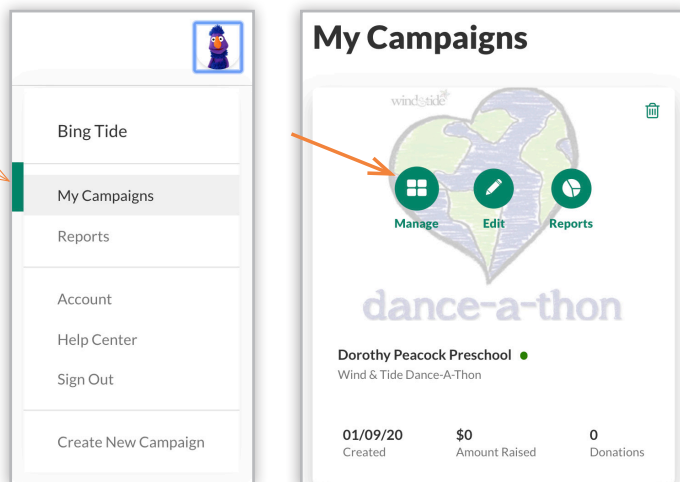 Bing Tide
My Campaigns
Reports
Account
Help Center
Sign Out
Create New Campaign
My Campaigns
wind&tide
Manage Edit Reports
dance-a-thon
Dorothy Peacock Preschool
Wind & Tide Dance-A-Thon
01/09/20 $0 0
Created Amount Raised Donations